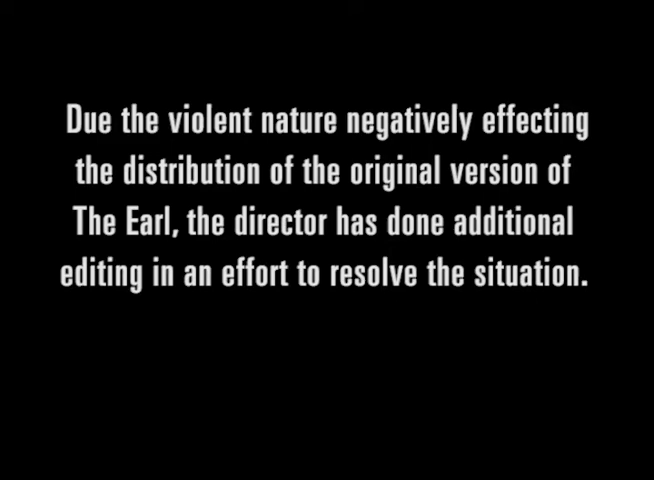 Due the violent nature negatively effecting
the distribution of the original version of
The Earl, the director has done additional
editing in an effort to resolve the situation.